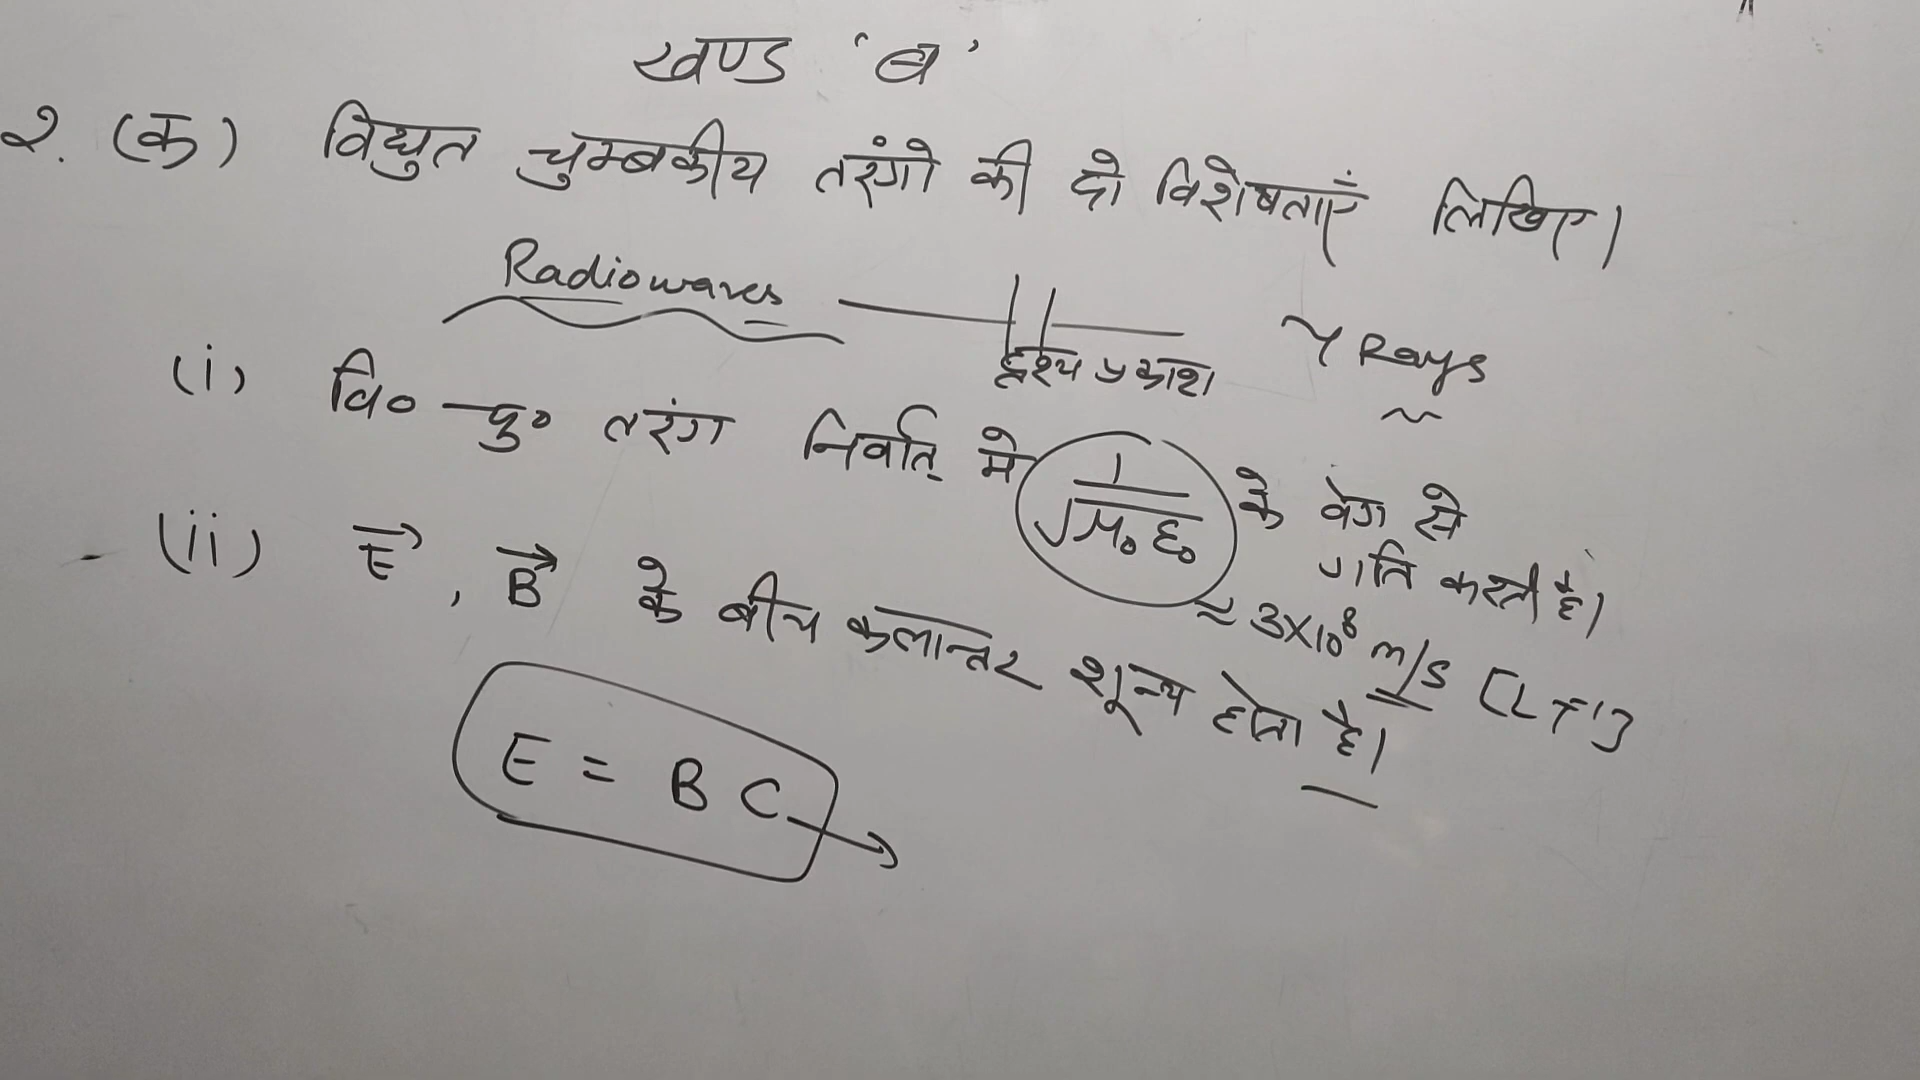 खण्ड 'ब'
२. (क) विद्युत चुम्बकीय तरंगो की दो विशेषताएँ लिखिए।
Radiowaves γ Rays
दृश्य प्रकाश
(i) वि० चु० तरंग निर्वात् मे 1/√μ₀ε₀ के वेग से
गति करती है।
≈ 3×10⁸ m/s [LT⁻¹]
(ii) E⃗, B⃗ के बीच कलान्तर शून्य होता है।
E = BC